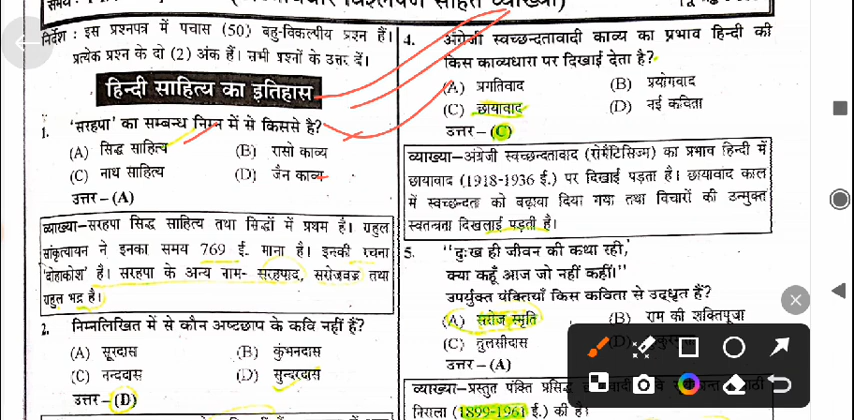 समय :
विश्लेषण सहित व्याख्या)
निर्देश : इस प्रश्नपत्र में पचास (50) बहु-विकल्पीय प्रश्न हैं।
प्रत्येक प्रश्न के दो (2) अंक हैं। सभी प्रश्नों के उत्तर दें।
हिन्दी साहित्य का इतिहास
1. 'सरहपा' का सम्बन्ध निम्न में से किससे है?
(A) सिद्ध साहित्य (B) रासो काव्य
(C) नाथ साहित्य (D) जैन काव्य
उत्तर – (A)
व्याख्या–सरहपा सिद्ध साहित्य तथा सिद्धों में प्रथम है। राहुल
सांकृत्यायन ने इनका समय 769 ई. माना है। इनकी रचना
'दोहाकोश' है। सरहपा के अन्य नाम- सरहपाद, सरोजवज्र तथा
राहुल भद्र है।
2. निम्नलिखित में से कौन अष्टछाप के कवि नहीं हैं?
(A) सूरदास (B) कुंभनदास
(C) नन्ददास (D) सुन्दरदास
उत्तर – (D)
4. अंग्रेजी स्वच्छन्दतावादी काव्य का प्रभाव हिन्दी की
किस काव्यधारा पर दिखाई देता है?
(A) प्रगतिवाद (B) प्रयोगवाद
(C) छायावाद (D) नई कविता
उत्तर – (C)
व्याख्या–अंग्रेजी स्वच्छन्दतावाद (रोमैंटिसिज्म) का प्रभाव हिन्दी में
छायावाद (1918-1936 ई.) पर दिखाई पड़ता है। छायावाद काल
में स्वच्छन्दता को बढ़ावा दिया गया तथा विचारों की उन्मुक्त
स्वतन्त्रता दिखलाई पड़ती है।
5. "दुःख ही जीवन की कथा रही,
क्या कहूँ आज जो नहीं कही।"
उपर्युक्त पंक्तियाँ किस कविता से उद्धृत हैं?
(A) सरोज स्मृति (B) राम की शक्तिपूजा
(C) तुलसीदास (D)
उत्तर – (A)
व्याख्या–प्रस्तुत पंक्ति प्रसिद्ध
निराला (1899-1961 ई.) की है।